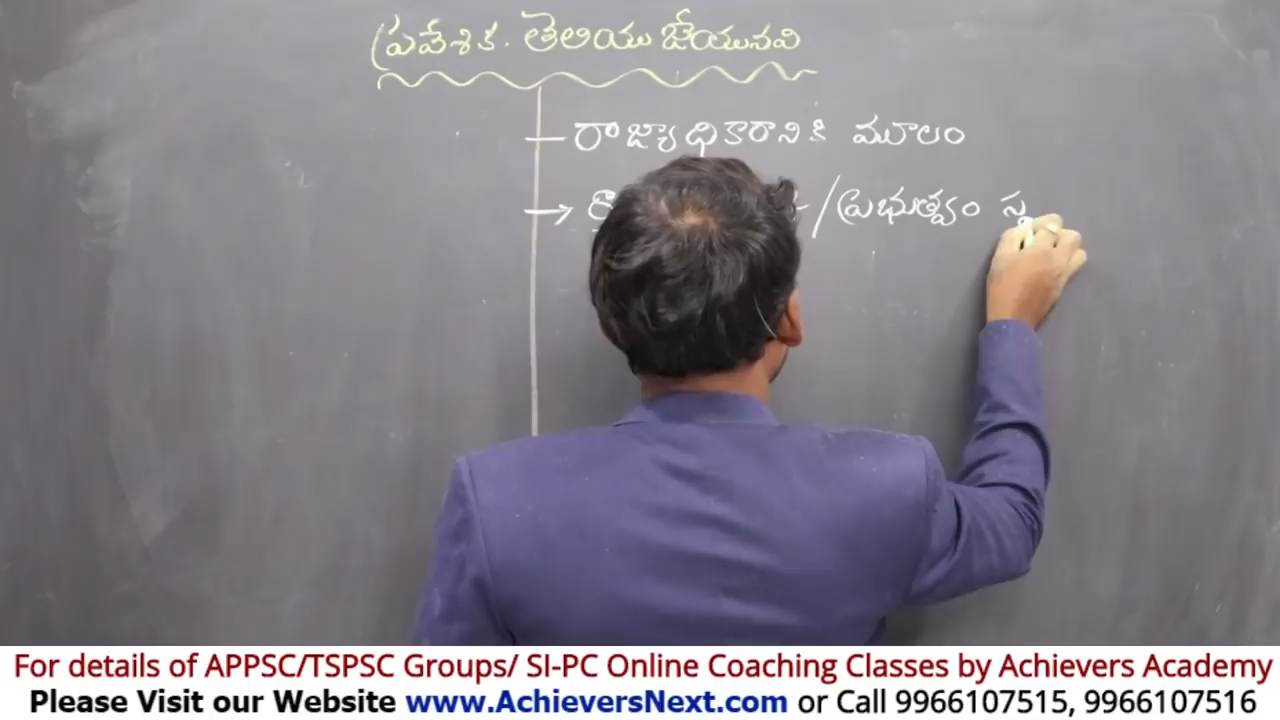 ప్రవేశిక. తెలియు జేయునవి
రాజ్యాధికారానికి మూలం
/ప్రభుత్వం
For details of APPSC/TSPSC Groups/ SI-PC Online Coaching Classes by Achievers Academy
Please Visit our Website www.AchieversNext.com or Call 9966107515, 9966107516